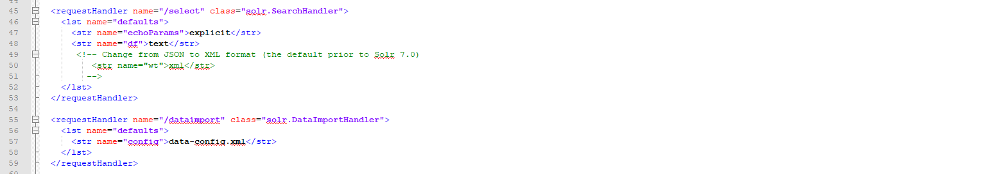 45 <requestHandler name="/select" class="solr.SearchHandler">
46 <lst name="defaults">
47 <str name="echoParams">explicit</str>
48 <str name="df">text</str>
49 <!-- Change from JSON to XML format (the default prior to Solr 7.0)
50 <str name="wt">xml</str>
51 -->
52 </lst>
53 </requestHandler>
54
55 <requestHandler name="/dataimport" class="solr.DataImportHandler">
56 <lst name="defaults">
57 <str name="config">data-config.xml</str>
58 </lst>
59 </requestHandler>